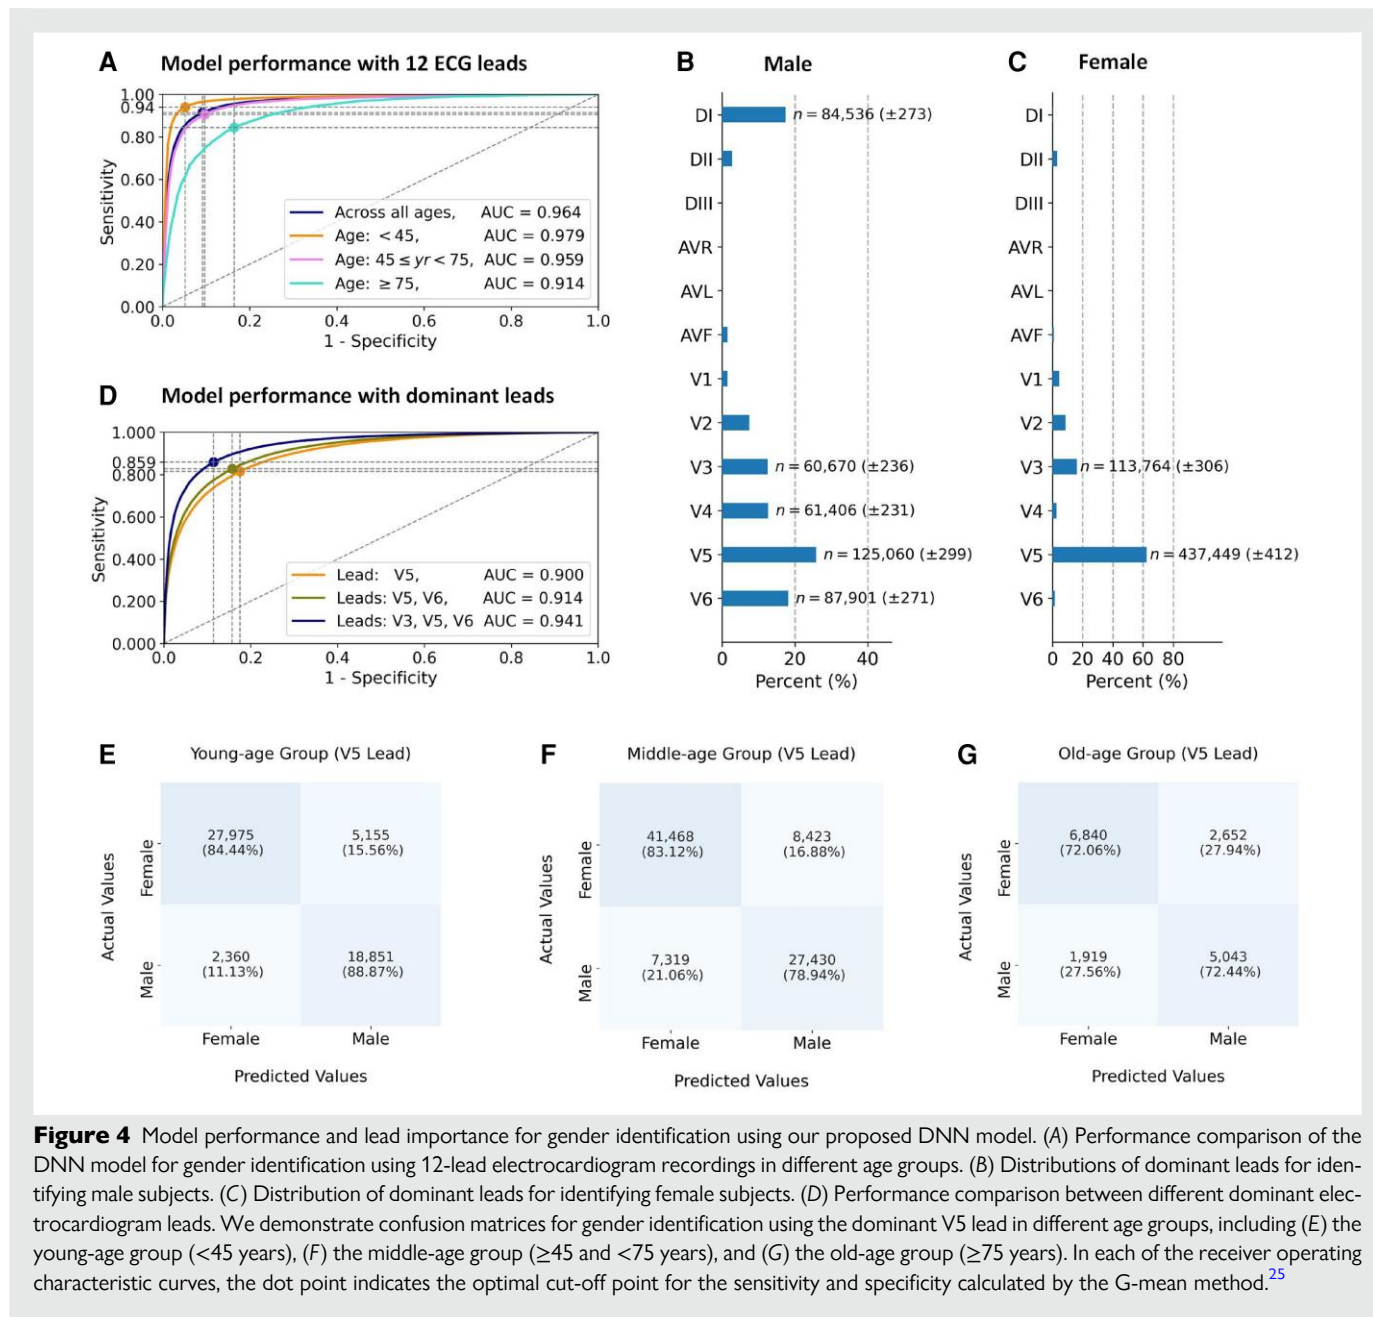 A Model performance with 12 ECG leads
1.00
0.94
0.80
0.60
0.40
0.20
0.00
Sensitivity
Across all ages, AUC = 0.964
Age: < 45, AUC = 0.979
Age: 45 ≤ yr < 75, AUC = 0.959
Age: ≥ 75, AUC = 0.914
0.0 0.2 0.4 0.6 0.8 1.0
1 - Specificity
B Male
DI n = 84,536 (±273)
DII
DIII
AVR
AVL
AVF
V1
V2
V3 n = 60,670 (±236)
V4 n = 61,406 (±231)
V5 n = 125,060 (±299)
V6 n = 87,901 (±271)
0 20 40
Percent (%)
C Female
DI
DII
DIII
AVR
AVL
AVF
V1
V2
V3 n = 113,764 (±306)
V4
V5 n = 437,449 (±412)
V6
0 20 40 60 80
Percent (%)
D Model performance with dominant leads
1.000
0.859
0.800
0.600
0.400
0.200
0.000
Sensitivity
Lead: V5, AUC = 0.900
Leads: V5, V6, AUC = 0.914
Leads: V3, V5, V6 AUC = 0.941
0.0 0.2 0.4 0.6 0.8 1.0
1 - Specificity
E Young-age Group (V5 Lead)
Actual Values
Female
27,975 5,155
(84.44%) (15.56%)
Male
2,360 18,851
(11.13%) (88.87%)
Female Male
Predicted Values
F Middle-age Group (V5 Lead)
Actual Values
Female
41,468 8,423
(83.12%) (16.88%)
Male
7,319 27,430
(21.06%) (78.94%)
Female Male
Predicted Values
G Old-age Group (V5 Lead)
Actual Values
Female
6,840 2,652
(72.06%) (27.94%)
Male
1,919 5,043
(27.56%) (72.44%)
Female Male
Predicted Values
Figure 4 Model performance and lead importance for gender identification using our proposed DNN model. (A) Performance comparison of the
DNN model for gender identification using 12-lead electrocardiogram recordings in different age groups. (B) Distributions of dominant leads for iden-
tifying male subjects. (C) Distribution of dominant leads for identifying female subjects. (D) Performance comparison between different dominant elec-
trocardiogram leads. We demonstrate confusion matrices for gender identification using the dominant V5 lead in different age groups, including (E) the
young-age group (<45 years), (F) the middle-age group (≥45 and <75 years), and (G) the old-age group (≥75 years). In each of the receiver operating
characteristic curves, the dot point indicates the optimal cut-off point for the sensitivity and specificity calculated by the G-mean method.25